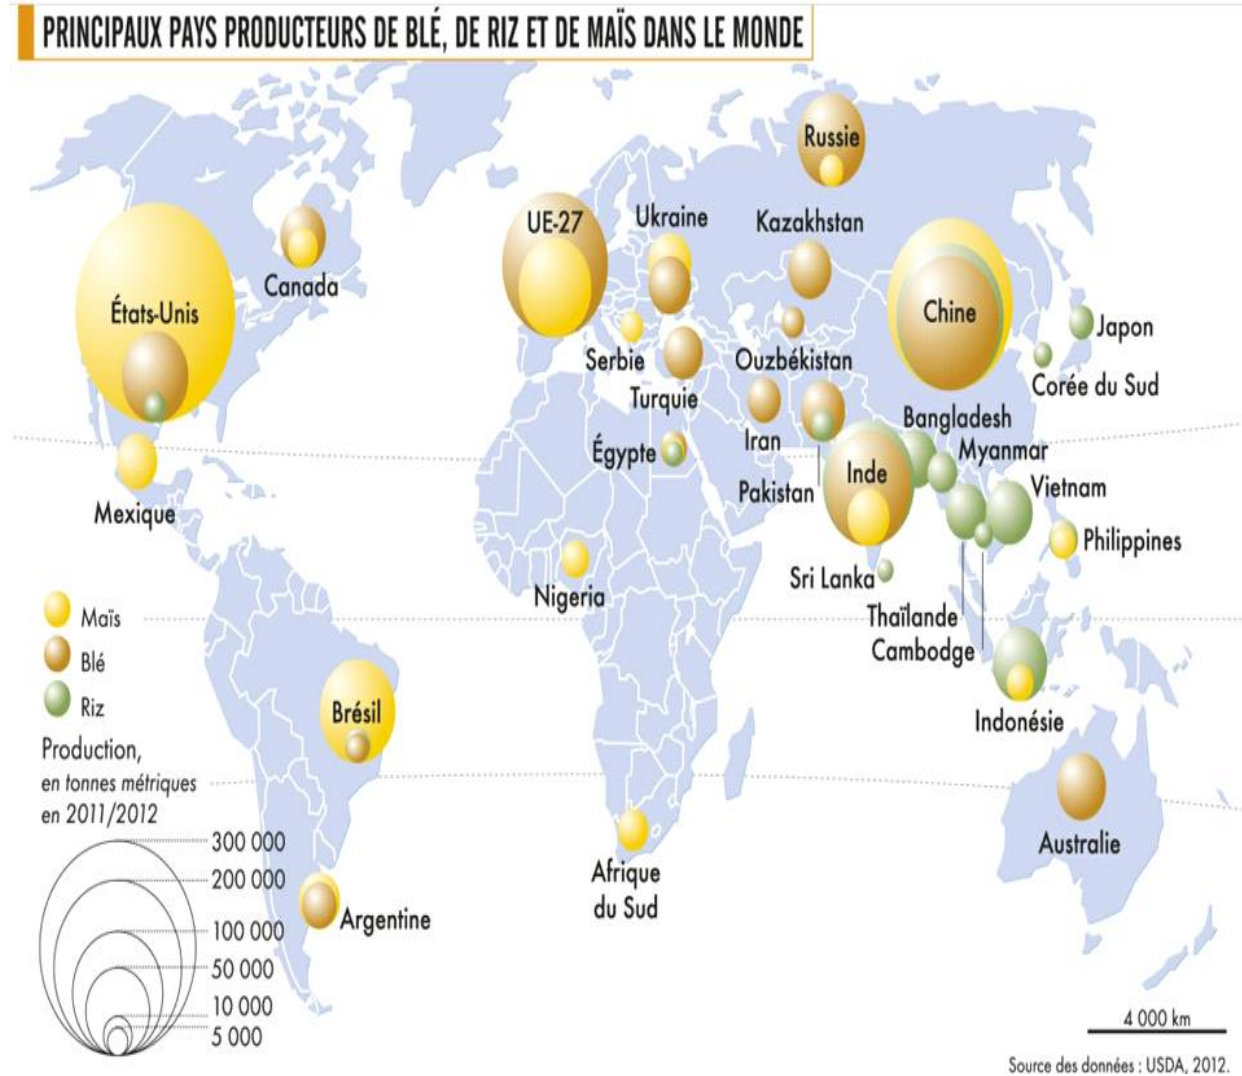 PRINCIPAUX PAYS PRODUCTEURS DE BLÉ, DE RIZ ET DE MAÏS DANS LE MONDE
Russie
UE-27
Ukraine
Kazakhstan
Canada
États-Unis
Chine
Japon
Serbie
Ouzbékistan
Corée du Sud
Turquie
Bangladesh
Iran
Myanmar
Égypte
Inde
Pakistan
Vietnam
Mexique
Philippines
Sri Lanka
Nigeria
Thaïlande
Cambodge
Indonésie
Brésil
Australie
Afrique
du Sud
Argentine
Maïs
Blé
Riz
Production,
en tonnes métriques
en 2011/2012
300 000
200 000
100 000
50 000
10 000
5 000
4 000 km
Source des données : USDA, 2012.